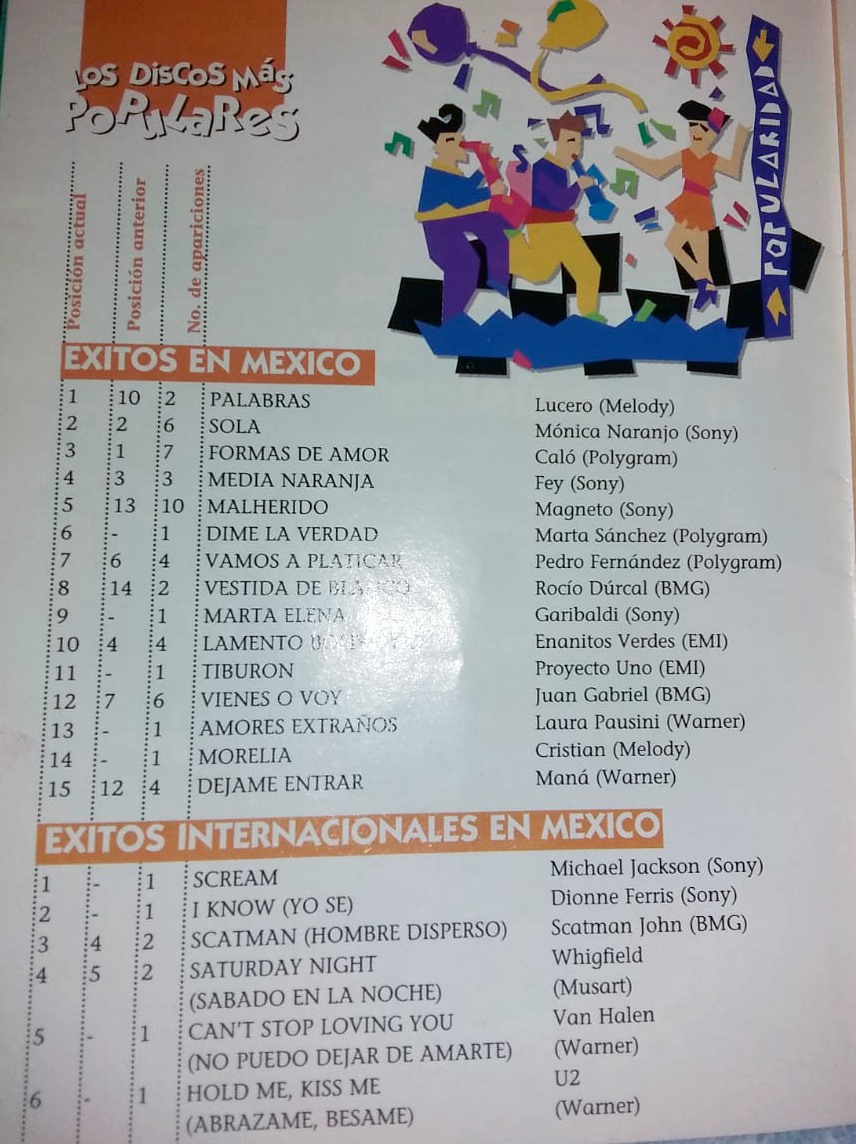 LOS DISCOS MÁS
POPULARES
POPULARIDAD
Posición actual
Posición anterior
No. de apariciones
EXITOS EN MEXICO
1 10 2 PALABRAS Lucero (Melody)
2 2 6 SOLA Mónica Naranjo (Sony)
3 1 7 FORMAS DE AMOR Caló (Polygram)
4 3 3 MEDIA NARANJA Fey (Sony)
5 13 10 MALHERIDO Magneto (Sony)
6 - 1 DIME LA VERDAD Marta Sánchez (Polygram)
7 6 4 VAMOS A PLATICAR Pedro Fernández (Polygram)
8 14 2 VESTIDA DE BLANCO Rocío Dúrcal (BMG)
9 - 1 MARTA ELENA Garibaldi (Sony)
10 4 4 LAMENTO Enanitos Verdes (EMI)
11 - 1 TIBURON Proyecto Uno (EMI)
12 7 6 VIENES O VOY Juan Gabriel (BMG)
13 - 1 AMORES EXTRAÑOS Laura Pausini (Warner)
14 - 1 MORELIA Cristian (Melody)
15 12 4 DEJAME ENTRAR Maná (Warner)
EXITOS INTERNACIONALES EN MEXICO
1 - 1 SCREAM Michael Jackson (Sony)
2 - 1 I KNOW (YO SE) Dionne Ferris (Sony)
3 4 2 SCATMAN (HOMBRE DISPERSO) Scatman John (BMG)
4 5 2 SATURDAY NIGHT Whigfield
(SABADO EN LA NOCHE) (Musart)
5 - 1 CAN'T STOP LOVING YOU Van Halen
(NO PUEDO DEJAR DE AMARTE) (Warner)
6 - 1 HOLD ME, KISS ME U2
(ABRAZAME, BESAME) (Warner)